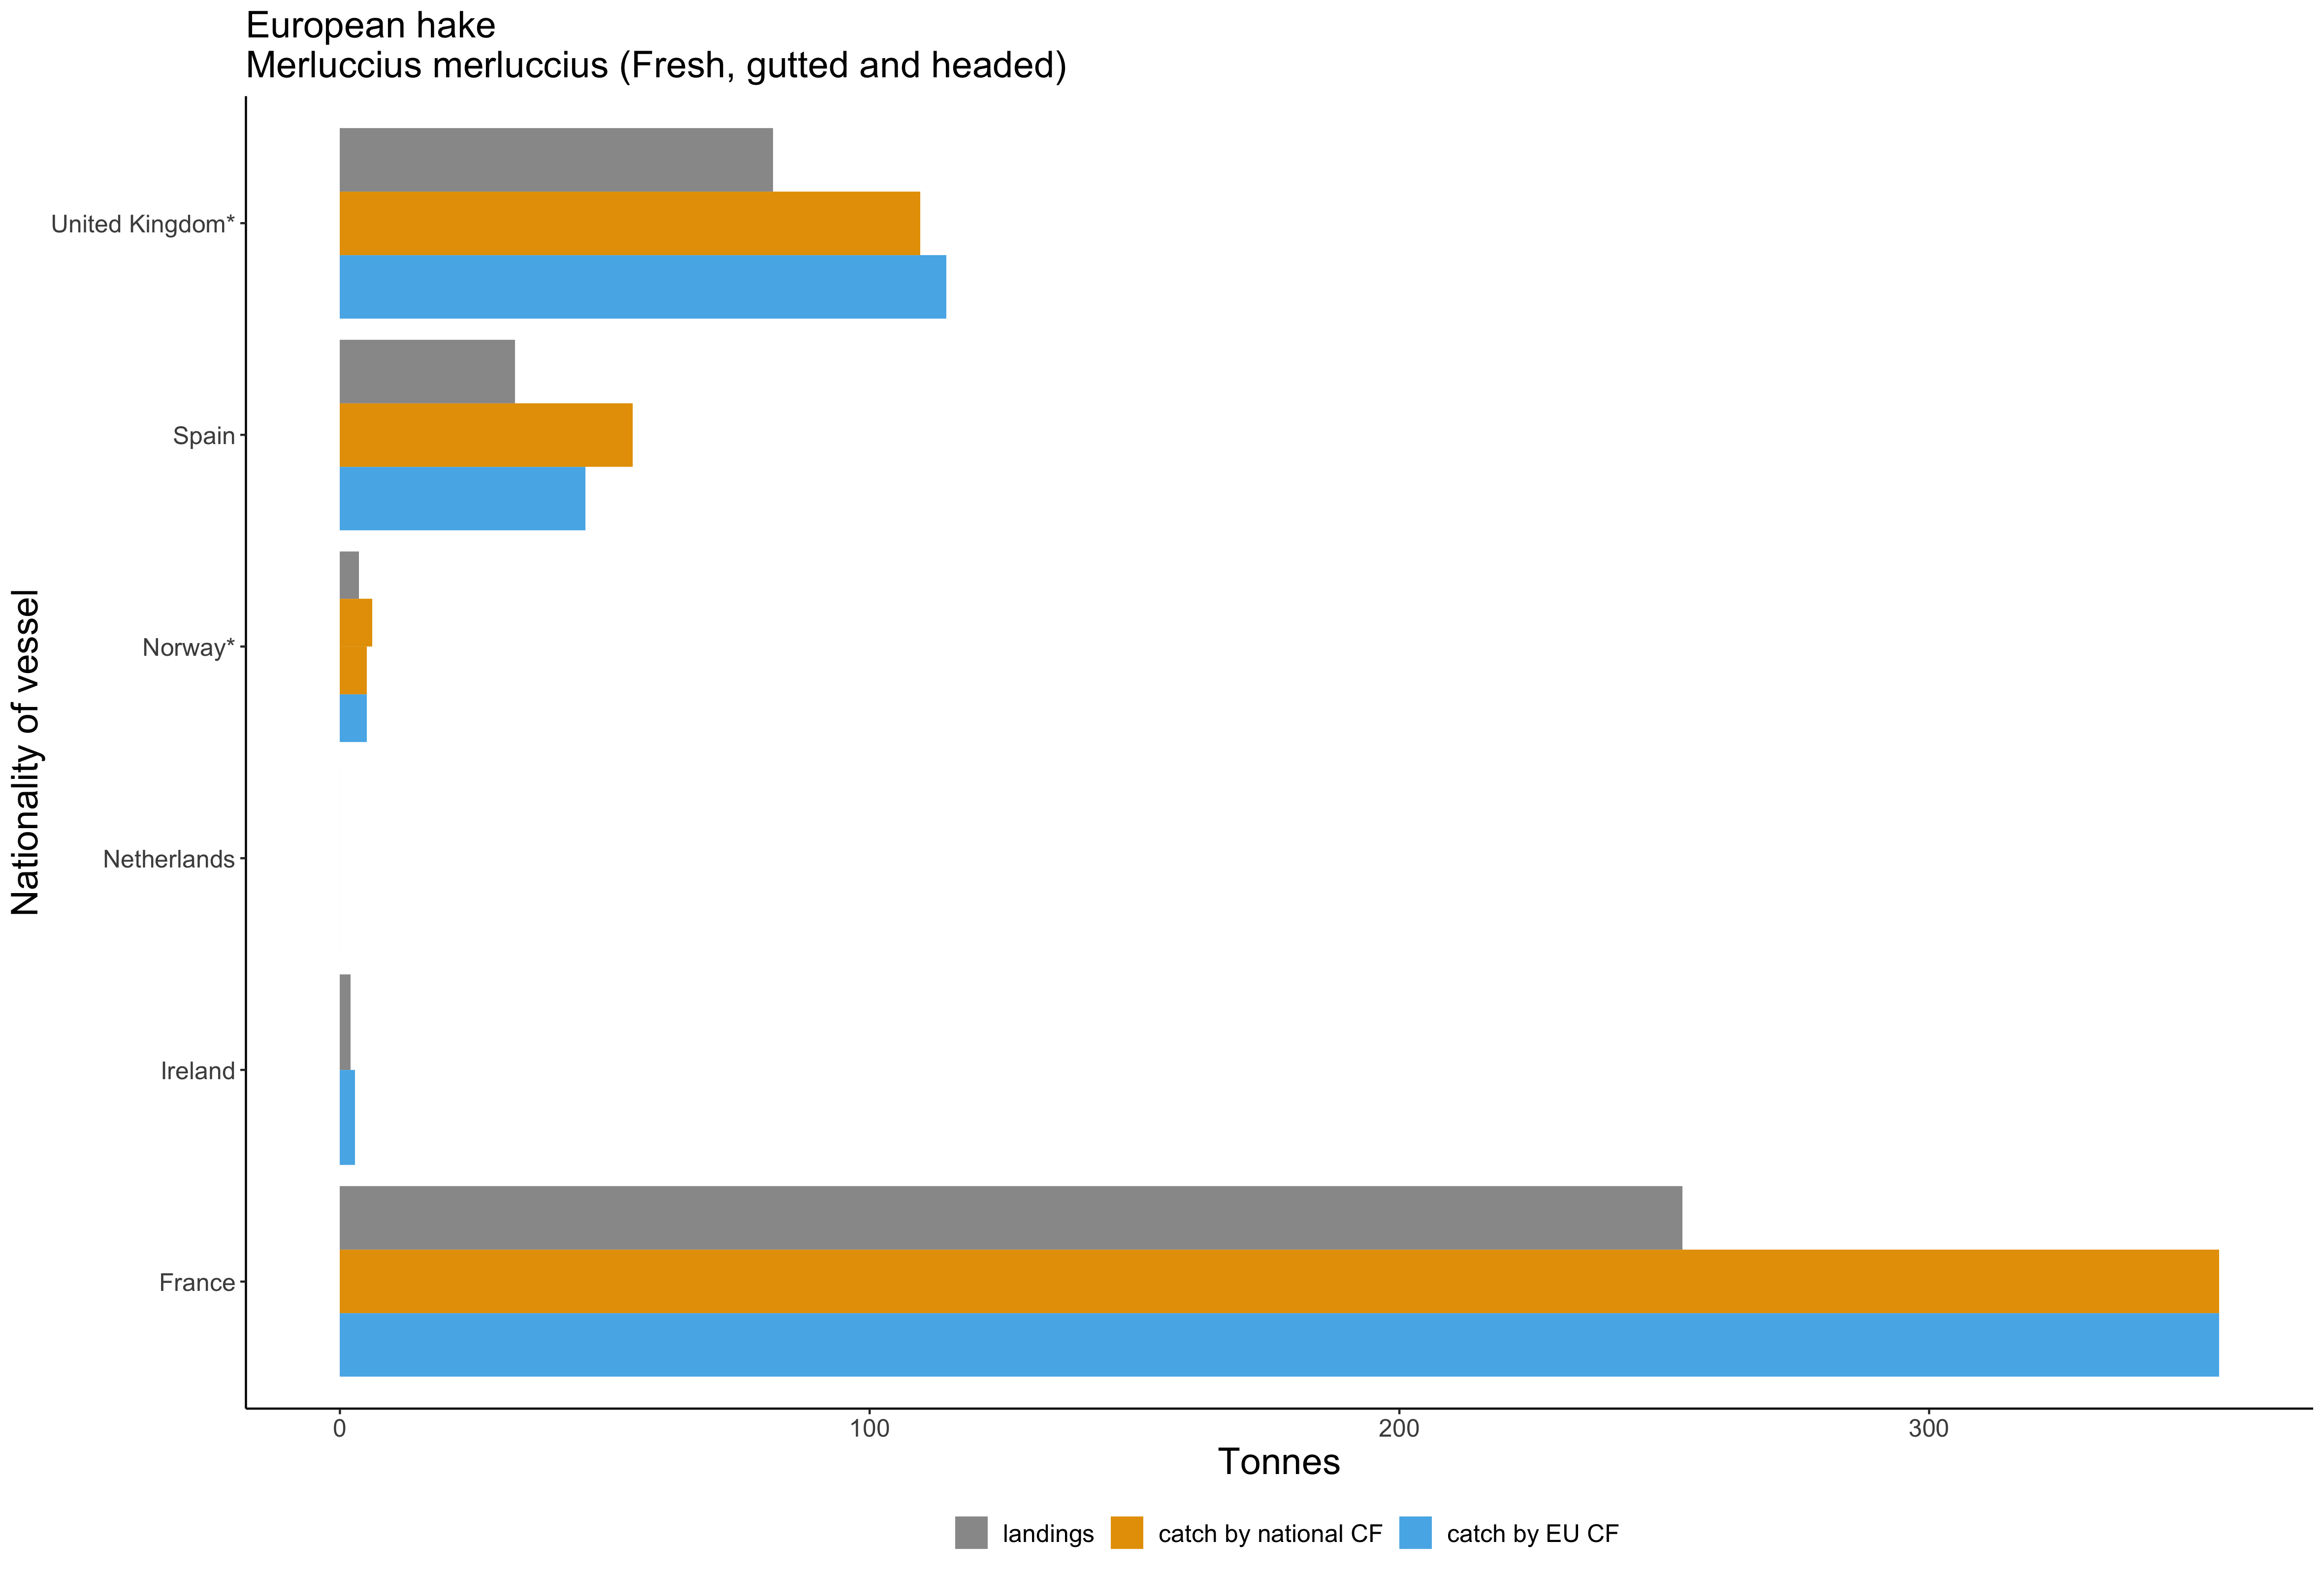 European hake
Merluccius merluccius (Fresh, gutted and headed)
Nationality of vessel
United Kingdom*
Spain
Norway*
Netherlands
Ireland
France
0 100 200 300
Tonnes
landings catch by national CF catch by EU CF